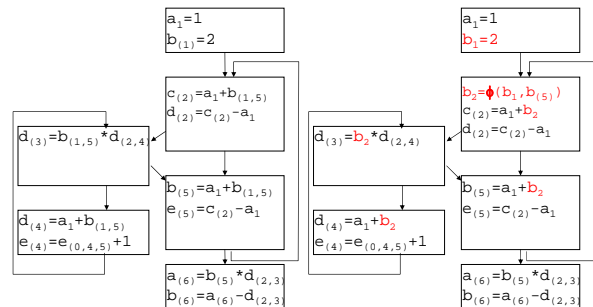 a₁=1
b₍₁₎=2
c₍₂₎=a₁+b₍₁,₅₎
d₍₂₎=c₍₂₎-a₁
d₍₃₎=b₍₁,₅₎*d₍₂,₄₎
b₍₅₎=a₁+b₍₁,₅₎
e₍₅₎=c₍₂₎-a₁
d₍₄₎=a₁+b₍₁,₅₎
e₍₄₎=e₍₀,₄,₅₎+1
a₍₆₎=b₍₅₎*d₍₂,₃₎
b₍₆₎=a₍₆₎-d₍₂,₃₎
a₁=1
b₁=2
b₂=ϕ(b₁,b₍₅₎)
c₍₂₎=a₁+b₂
d₍₂₎=c₍₂₎-a₁
d₍₃₎=b₂*d₍₂,₄₎
b₍₅₎=a₁+b₂
e₍₅₎=c₍₂₎-a₁
d₍₄₎=a₁+b₂
e₍₄₎=e₍₀,₄,₅₎+1
a₍₆₎=b₍₅₎*d₍₂,₃₎
b₍₆₎=a₍₆₎-d₍₂,₃₎